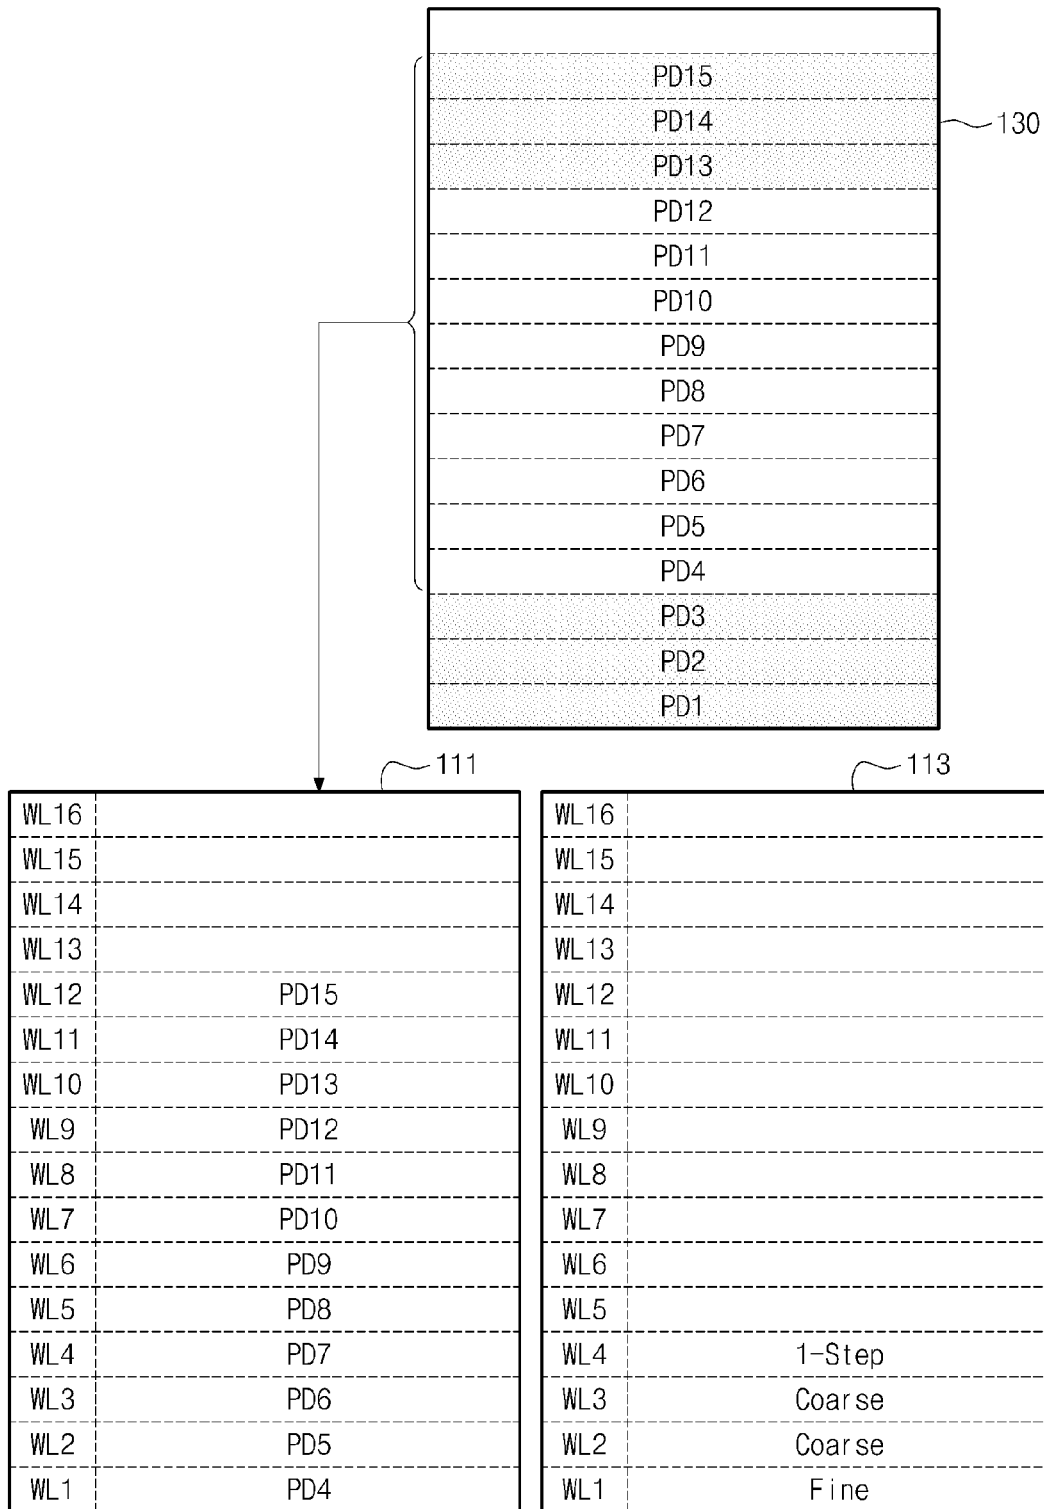 PD15
PD14
130
PD13
PD12
PD11
PD10
PD9
PD8
PD7
PD6
PD5
PD4
PD3
PD2
PD1
111
WL16
WL15
WL14
WL13
WL12 PD15
WL11 PD14
WL10 PD13
WL9 PD12
WL8 PD11
WL7 PD10
WL6 PD9
WL5 PD8
WL4 PD7
WL3 PD6
WL2 PD5
WL1 PD4
113
WL16
WL15
WL14
WL13
WL12
WL11
WL10
WL9
WL8
WL7
WL6
WL5
WL4 1-Step
WL3 Coarse
WL2 Coarse
WL1 Fine